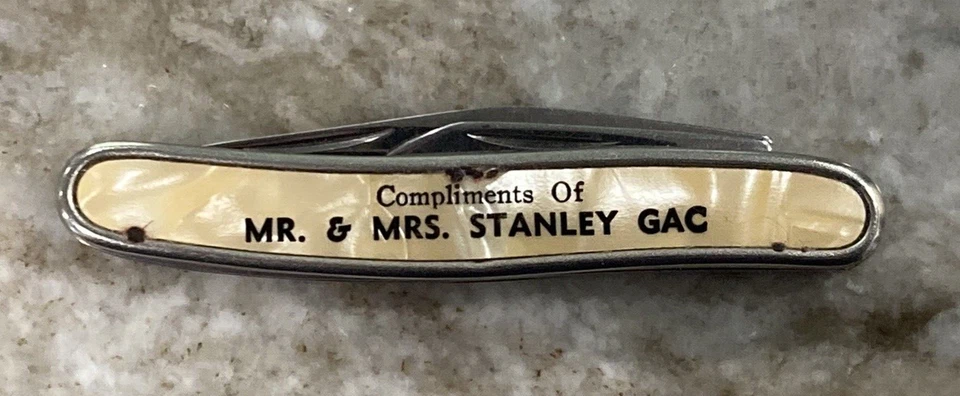 Compliments Of
MR. & MRS. STANLEY GAC